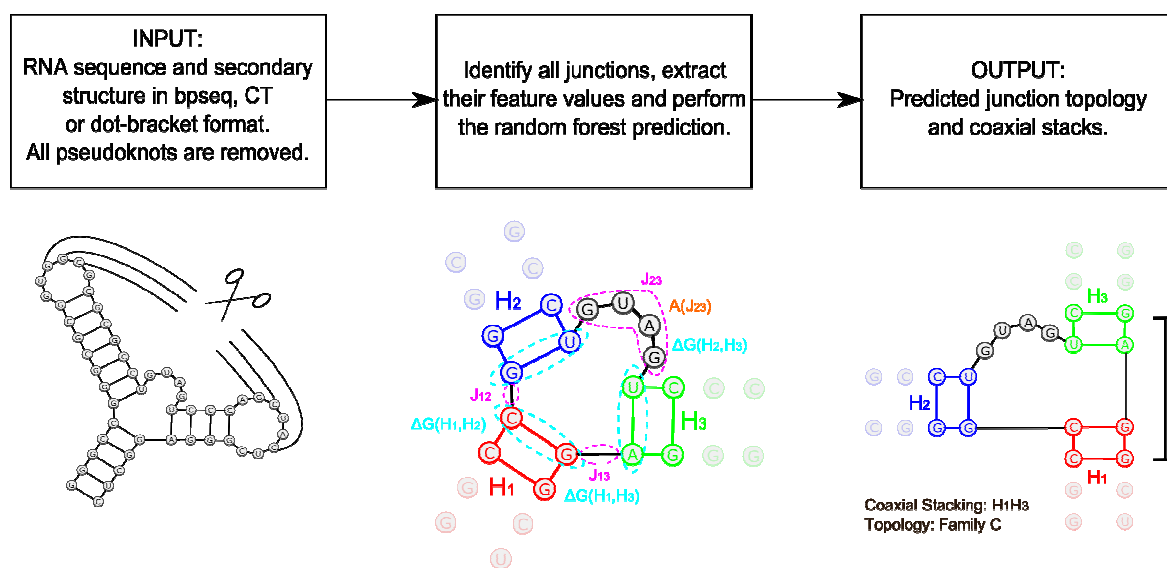 INPUT:
RNA sequence and secondary
structure in bpseq, CT
or dot-bracket format.
All pseudoknots are removed.
Identify all junctions, extract
their feature values and perform
the random forest prediction.
OUTPUT:
Predicted junction topology
and coaxial stacks.
G
C
C
G
H2
C
G
G
U
J23
G
U
A
G
A(J23)
ΔG(H2,H3)
J12
ΔG(H1,H2)
C
C
G
G
H1
J13
ΔG(H1,H3)
U
C
C
C
H3
A
G
G
G
G
G
C
U
C
G
C
G
H3
C
G
U
A
G
U
A
G
G
C
C
U
H2
C
G
G
G
C
G
C
G
H1
G
C
G
U
Coaxial Stacking: H1H3
Topology: Family C